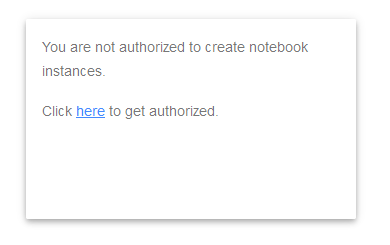 You are not authorized to create notebook
instances.
Click here to get authorized.